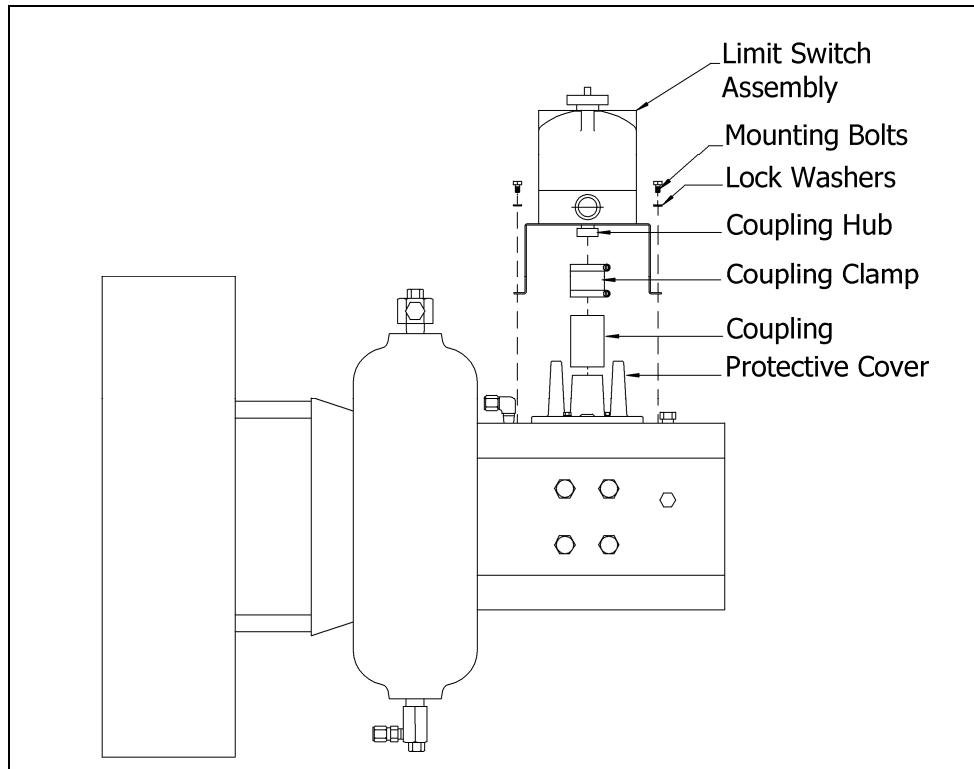 Limit Switch
Assembly
Mounting Bolts
Lock Washers
Coupling Hub
Coupling Clamp
Coupling
Protective Cover